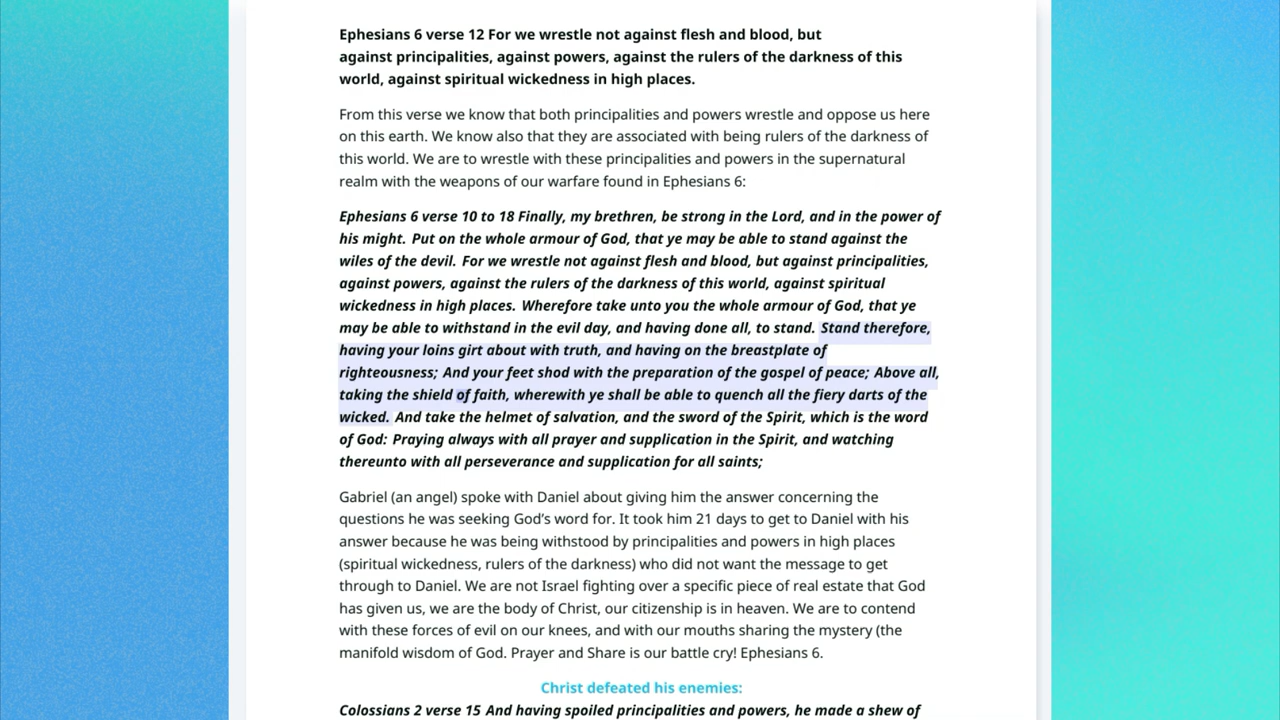 Ephesians 6 verse 12 For we wrestle not against flesh and blood, but
against principalities, against powers, against the rulers of the darkness of this
world, against spiritual wickedness in high places.
From this verse we know that both principalities and powers wrestle and oppose us here
on this earth. We know also that they are associated with being rulers of the darkness of
this world. We are to wrestle with these principalities and powers in the supernatural
realm with the weapons of our warfare found in Ephesians 6:
Ephesians 6 verse 10 to 18 Finally, my brethren, be strong in the Lord, and in the power of
his might. Put on the whole armour of God, that ye may be able to stand against the
wiles of the devil. For we wrestle not against flesh and blood, but against principalities,
against powers, against the rulers of the darkness of this world, against spiritual
wickedness in high places. Wherefore take unto you the whole armour of God, that ye
may be able to withstand in the evil day, and having done all, to stand. Stand therefore,
having your loins girt about with truth, and having on the breastplate of
righteousness; And your feet shod with the preparation of the gospel of peace; Above all,
taking the shield of faith, wherewith ye shall be able to quench all the fiery darts of the
wicked. And take the helmet of salvation, and the sword of the Spirit, which is the word
of God: Praying always with all prayer and supplication in the Spirit, and watching
thereunto with all perseverance and supplication for all saints;
Gabriel (an angel) spoke with Daniel about giving him the answer concerning the
questions he was seeking God’s word for. It took him 21 days to get to Daniel with his
answer because he was being withstood by principalities and powers in high places
(spiritual wickedness, rulers of the darkness) who did not want the message to get
through to Daniel. We are not Israel fighting over a specific piece of real estate that God
has given us, we are the body of Christ, our citizenship is in heaven. We are to contend
with these forces of evil on our knees, and with our mouths sharing the mystery (the
manifold wisdom of God. Prayer and Share is our battle cry! Ephesians 6.
Christ defeated his enemies:
Colossians 2 verse 15 And having spoiled principalities and powers, he made a shew of